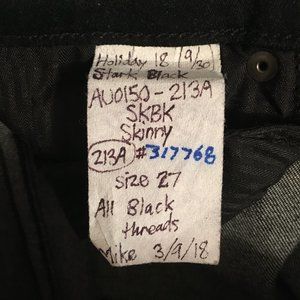 Holiday 18 (9/30)
Stark Black
AU0150-213A
SKBK
Skinny
213A #317768
Size 27
All Black
threads
Mike 3/9/18